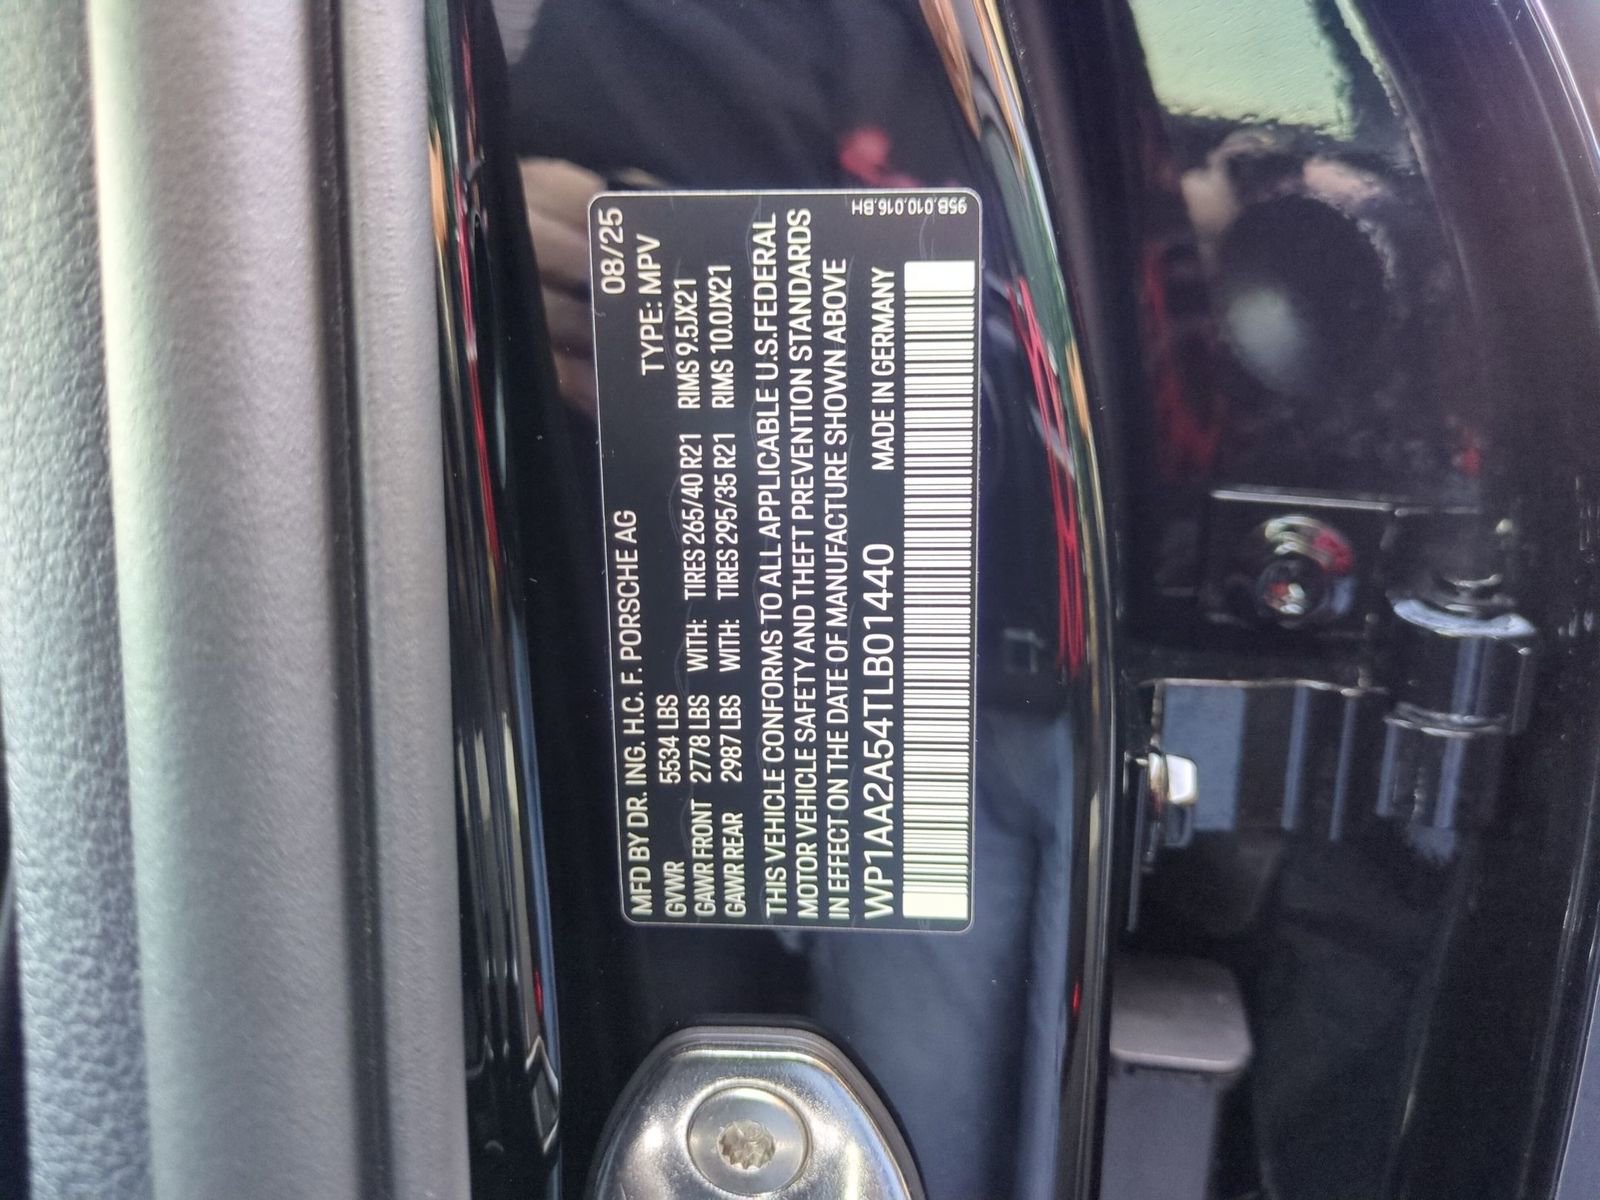 08/25
MFD BY DR. ING. H.C. F. PORSCHE AG
TYPE: MPV
GVWR 5534 LBS
GAWR FRONT 2778 LBS WITH: TIRES 265/40 R21 RIMS 9.5JX21
GAWR REAR 2987 LBS WITH: TIRES 295/35 R21 RIMS 10.0JX21
THIS VEHICLE CONFORMS TO ALL APPLICABLE U.S.FEDERAL
MOTOR VEHICLE SAFETY AND THEFT PREVENTION STANDARDS
IN EFFECT ON THE DATE OF MANUFACTURE SHOWN ABOVE
WP1AA2A54TLB01440 MADE IN GERMANY
95B.010.016.BH